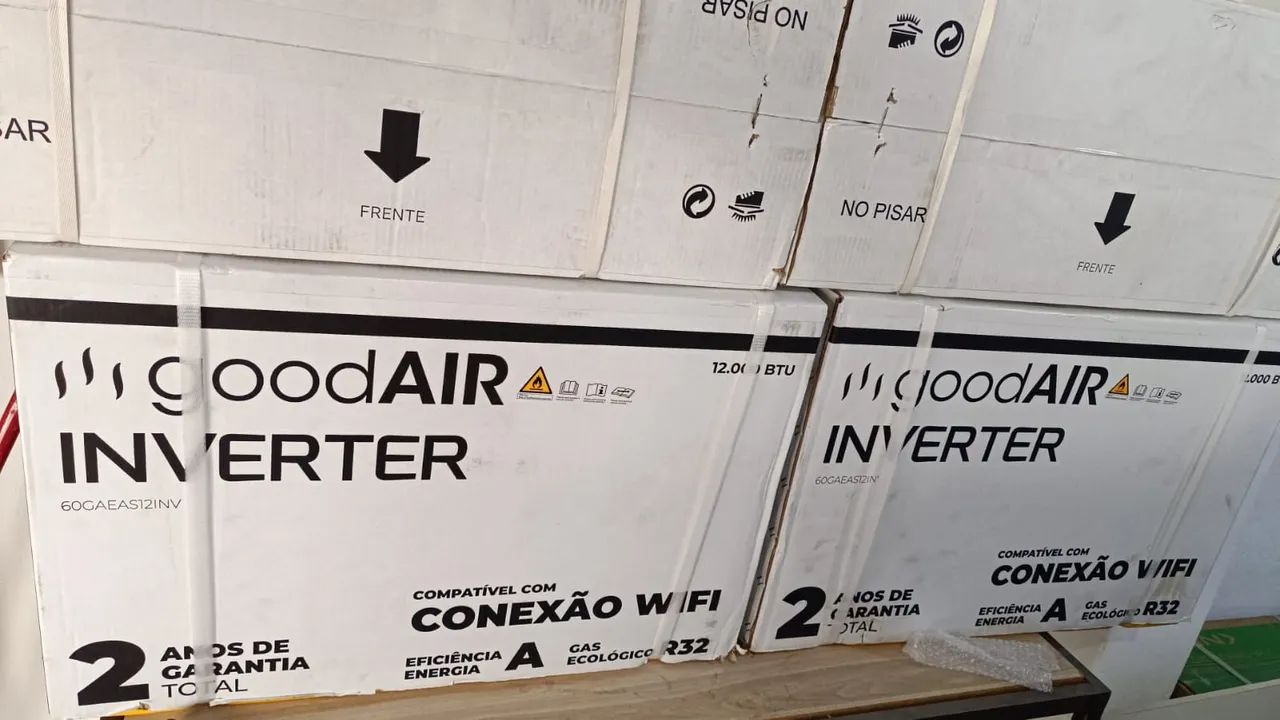 NO PISAR
FRENTE
NO PISAR
FRENTE
goodAIR
12.000 BTU
INVERTER
60GAEAS12INV
COMPATÍVEL COM
CONEXÃO WIFI
2 ANOS DE
GARANTIA
TOTAL
EFICIÊNCIA
ENERGIA A
GAS
ECOLÓGICO R32
goodAIR
INVERTER
COMPATÍVEL COM
CONEXÃO WIFI
2 ANOS DE
GARANTIA
TOTAL
EFICIÊNCIA
ENERGIA A
GAS
ECOLÓGICO R32